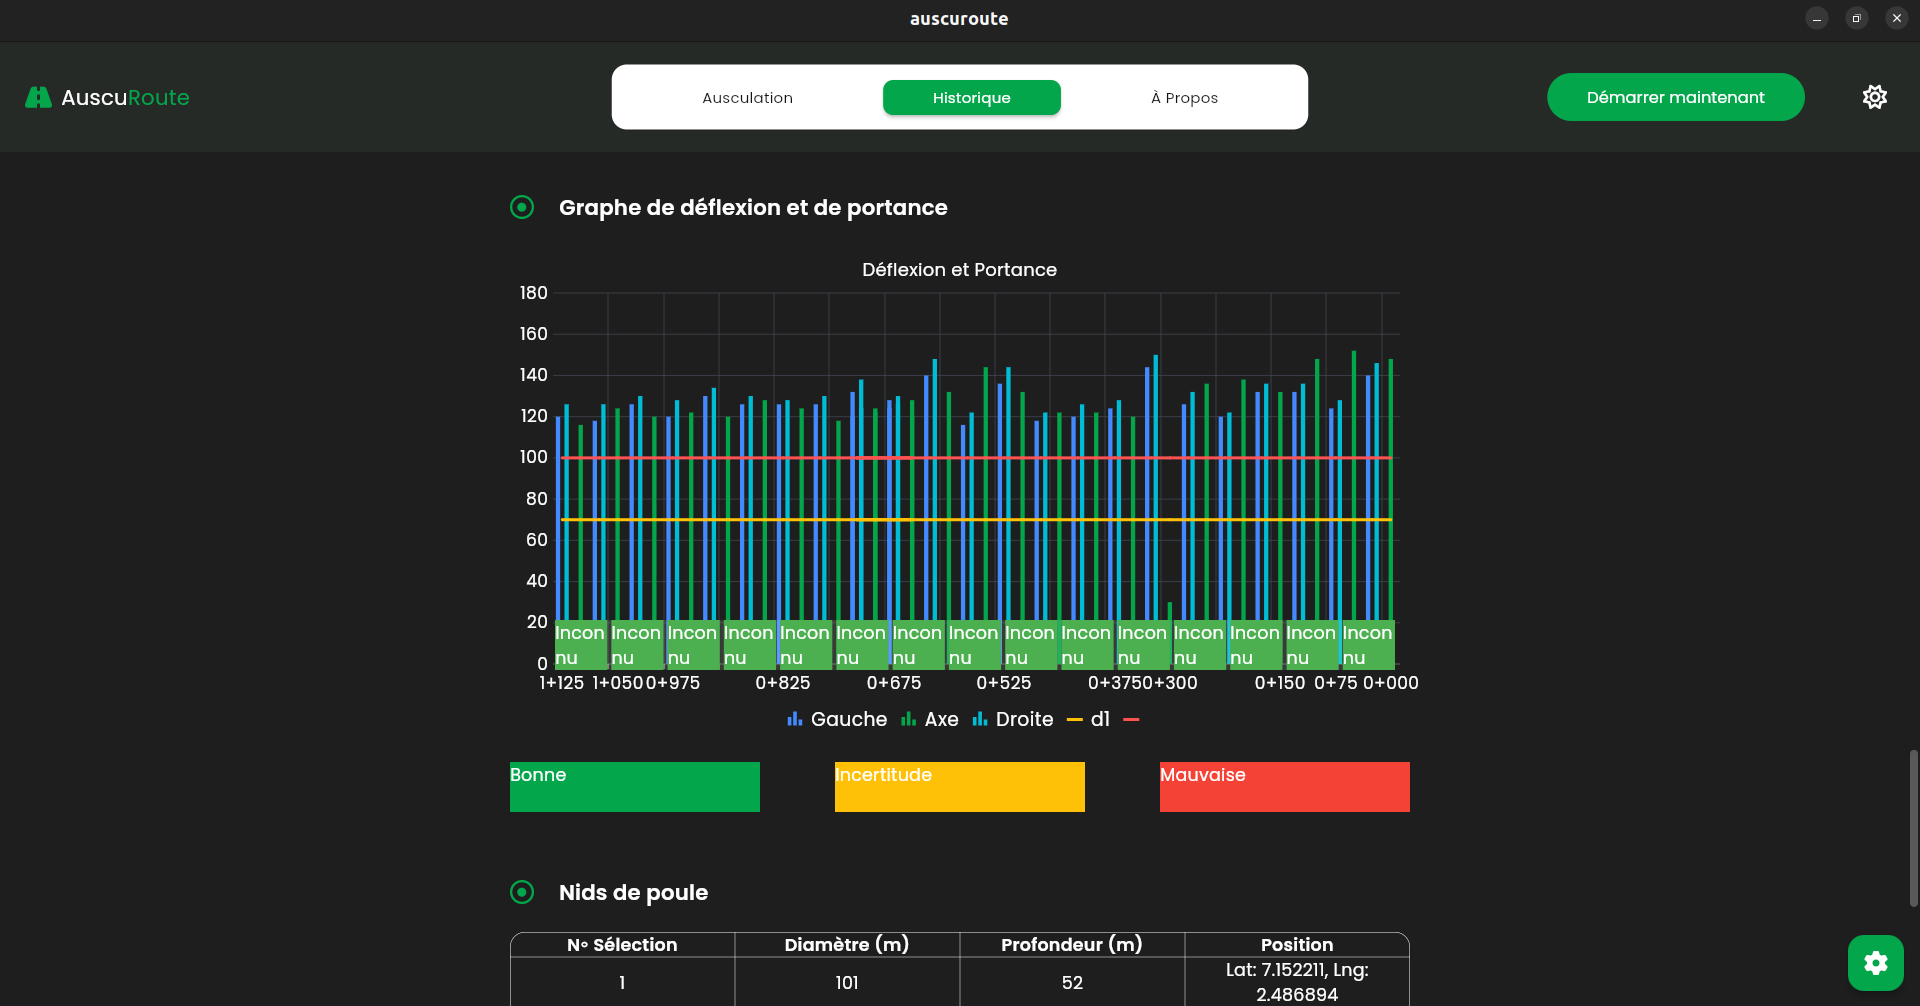 auscuroute
AuscuRoute
Ausculation
Historique
À Propos
Démarrer maintenant
Graphe de déflexion et de portance
Déflexion et Portance
180
160
140
120
100
80
60
40
20
0
Incon Incon Incon Incon Incon Incon Incon Incon Incon Incon Incon Incon Incon Incon Incon
nu nu nu nu nu nu nu nu nu nu nu nu nu nu nu
1+125 1+050 0+975 0+825 0+675 0+525 0+375 0+300 0+150 0+75 0+000
Gauche Axe Droite d1
Bonne
Incertitude
Mauvaise
Nids de poule
N° Sélection Diamètre (m) Profondeur (m) Position
1 101 52 Lat: 7.152211, Lng:
2.486894